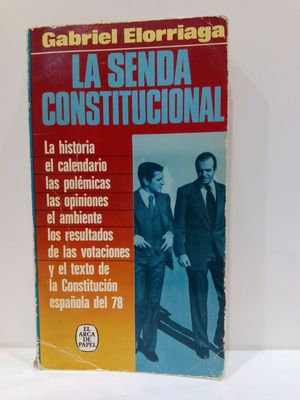 Gabriel Elorriaga
LA SENDA
CONSTITUCIONAL
La historia
el calendario
las polémicas
las opiniones
el ambiente
los resultados
de las votaciones
y el texto de
la Constitución
española del 78
EL
ARCA DE
PAPEL